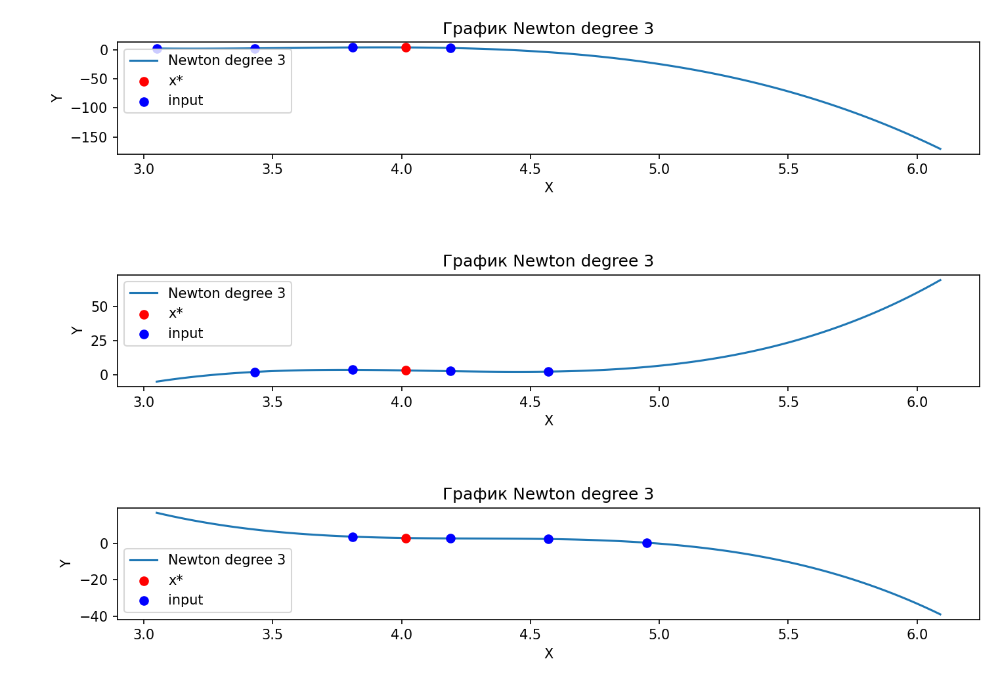 График Newton degree 3
0
−50
−100
−150
Y
Newton degree 3
x*
input
3.0 3.5 4.0 4.5 5.0 5.5 6.0
X
График Newton degree 3
50
25
0
Y
Newton degree 3
x*
input
3.0 3.5 4.0 4.5 5.0 5.5 6.0
X
График Newton degree 3
0
−20
−40
Y
Newton degree 3
x*
input
3.0 3.5 4.0 4.5 5.0 5.5 6.0
X